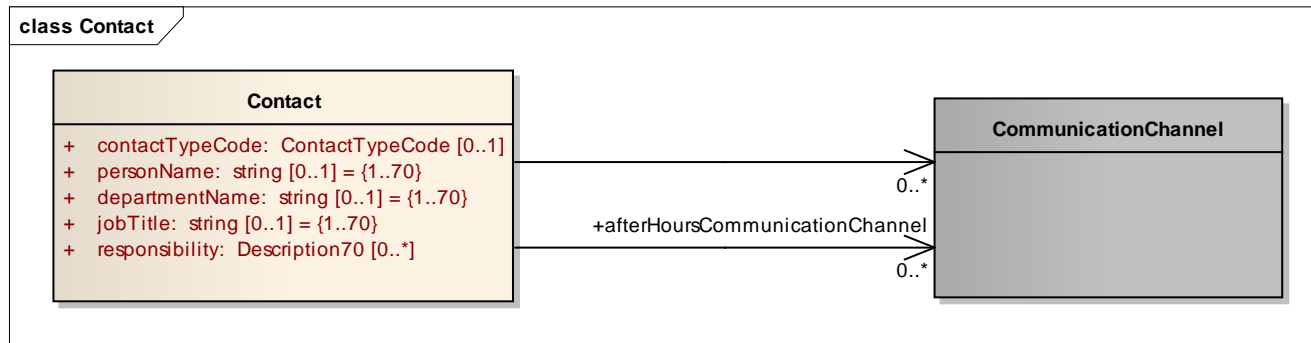 class Contact
Contact
+ contactTypeCode: ContactTypeCode [0..1]
+ personName: string [0..1] = {1..70}
+ departmentName: string [0..1] = {1..70}
+ jobTitle: string [0..1] = {1..70}
+ responsibility: Description70 [0..*]
CommunicationChannel
0..*
+afterHoursCommunicationChannel
0..*